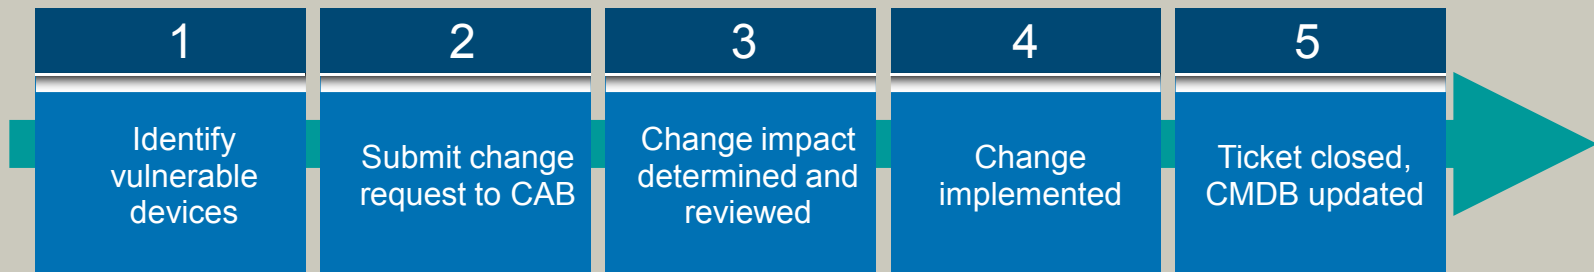 1
Identify
vulnerable
devices
2
Submit change
request to CAB
3
Change impact
determined and
reviewed
4
Change
implemented
5
Ticket closed,
CMDB updated